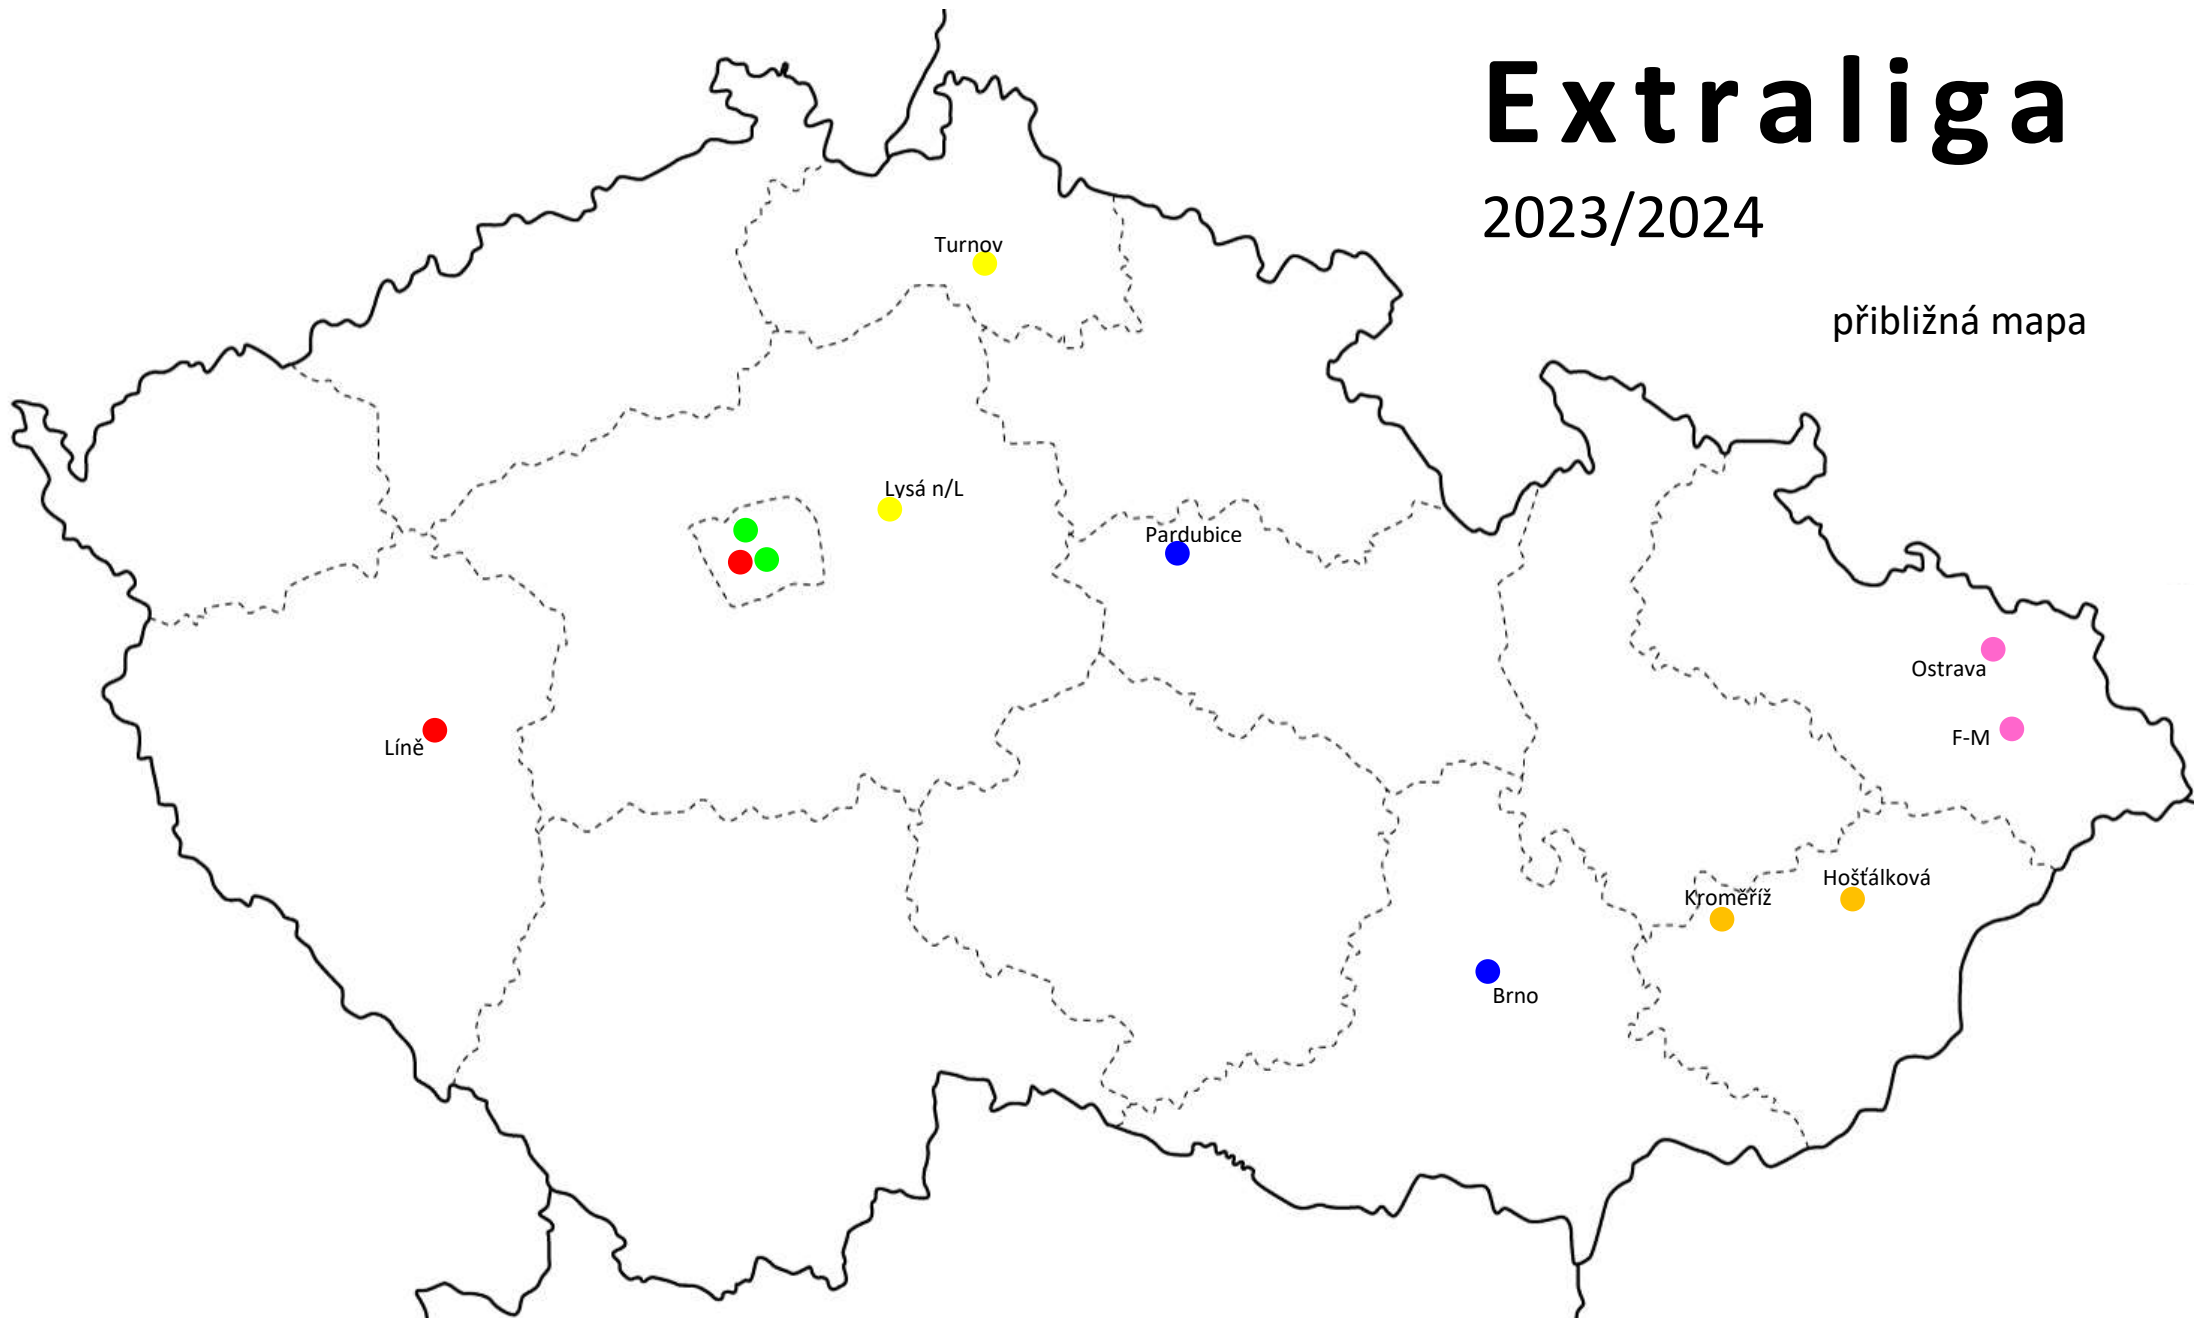 Extraliga
2023/2024
přibližná mapa
Turnov
Lysá n/L
Pardubice
Ostrava
F-M
Líně
Hošťálková
Kroměříž
Brno